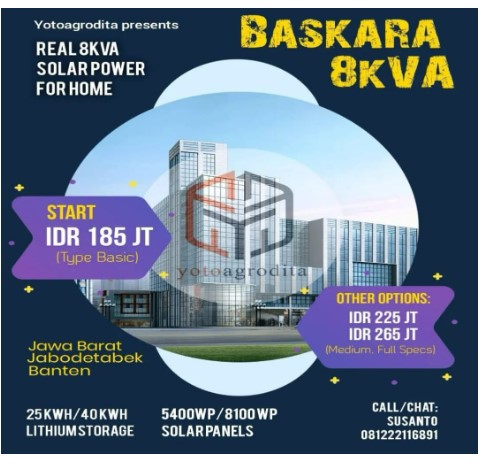 Yotoagrodita presents
REAL 8KVA
SOLAR POWER
FOR HOME
BASKARA
8KVA
START
IDR 185 JT
(Type Basic)
yotoagrodita
OTHER OPTIONS:
IDR 225 JT
IDR 265 JT
(Medium, Full Specs)
Jawa Barat
Jabodetabek
Banten
25KWH/40KWH
LITHIUM STORAGE
5400WP/8100WP
SOLAR PANELS
CALL/CHAT:
SUSANTO
081222116891